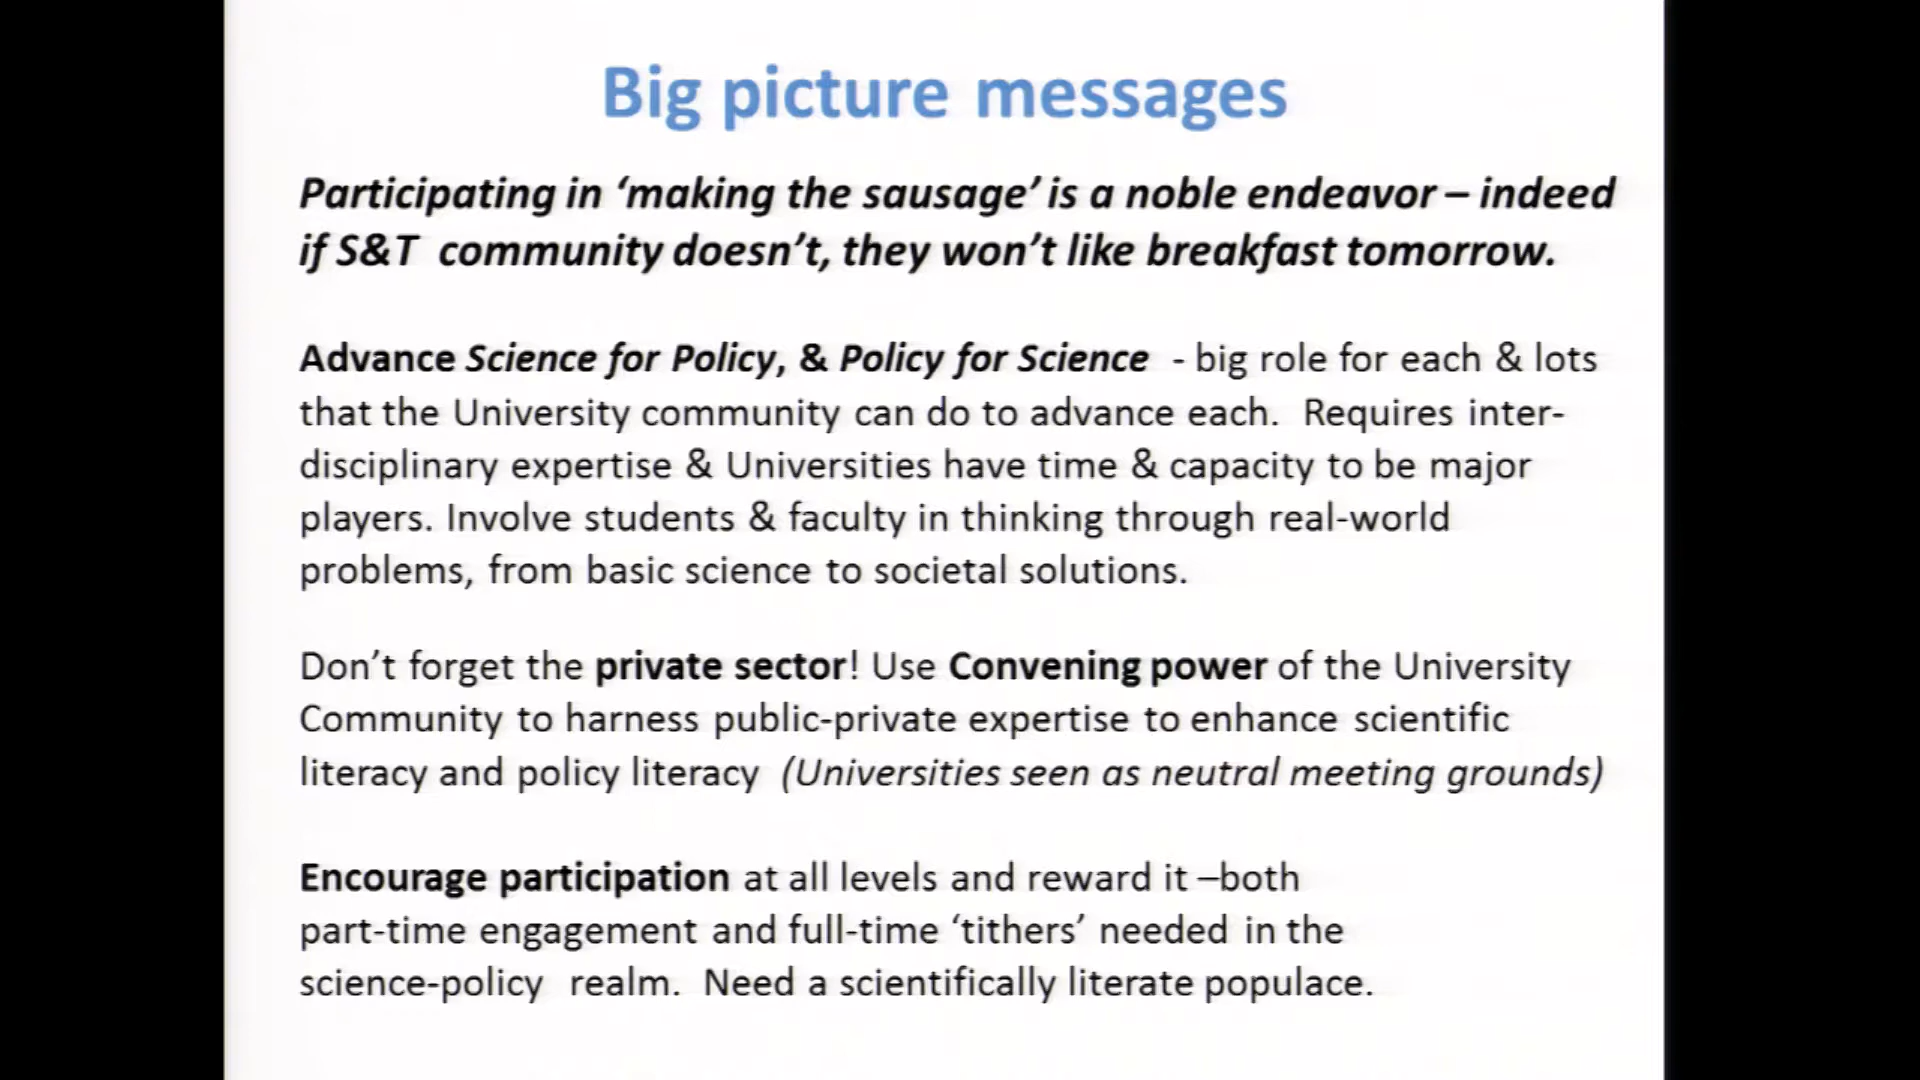 Big picture messages
Participating in ‘making the sausage’ is a noble endeavor – indeed
if S&T community doesn’t, they won’t like breakfast tomorrow.
Advance Science for Policy, & Policy for Science - big role for each & lots
that the University community can do to advance each. Requires inter-
disciplinary expertise & Universities have time & capacity to be major
players. Involve students & faculty in thinking through real-world
problems, from basic science to societal solutions.
Don’t forget the private sector! Use Convening power of the University
Community to harness public-private expertise to enhance scientific
literacy and policy literacy (Universities seen as neutral meeting grounds)
Encourage participation at all levels and reward it –both
part-time engagement and full-time ‘tithers’ needed in the
science-policy realm. Need a scientifically literate populace.